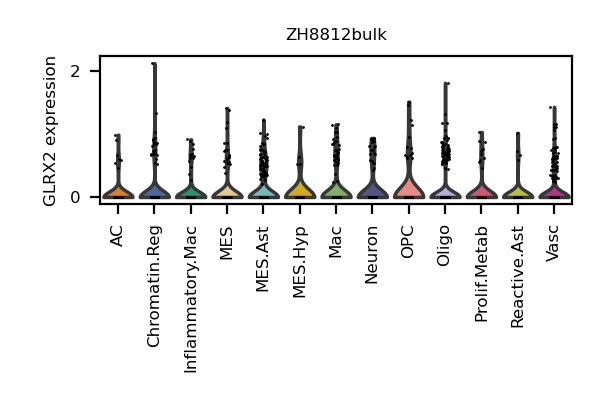 ZH8812bulk
GLRX2 expression
2
0
AC
Chromatin.Reg
Inflammatory.Mac
MES
MES.Ast
MES.Hyp
Mac
Neuron
OPC
Oligo
Prolif.Metab
Reactive.Ast
Vasc